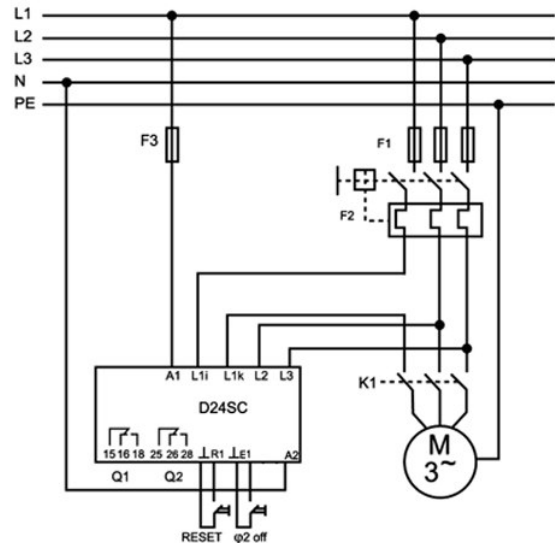 L1
L2
L3
N
PE
F3
F1
F2
A1 L1i L1k L2 L3
K1
D24SC
M
3~
15 16 18 25 26 28 ⊥ R1 ⊥ E1 A2
Q1 Q2
RESET φ2 off